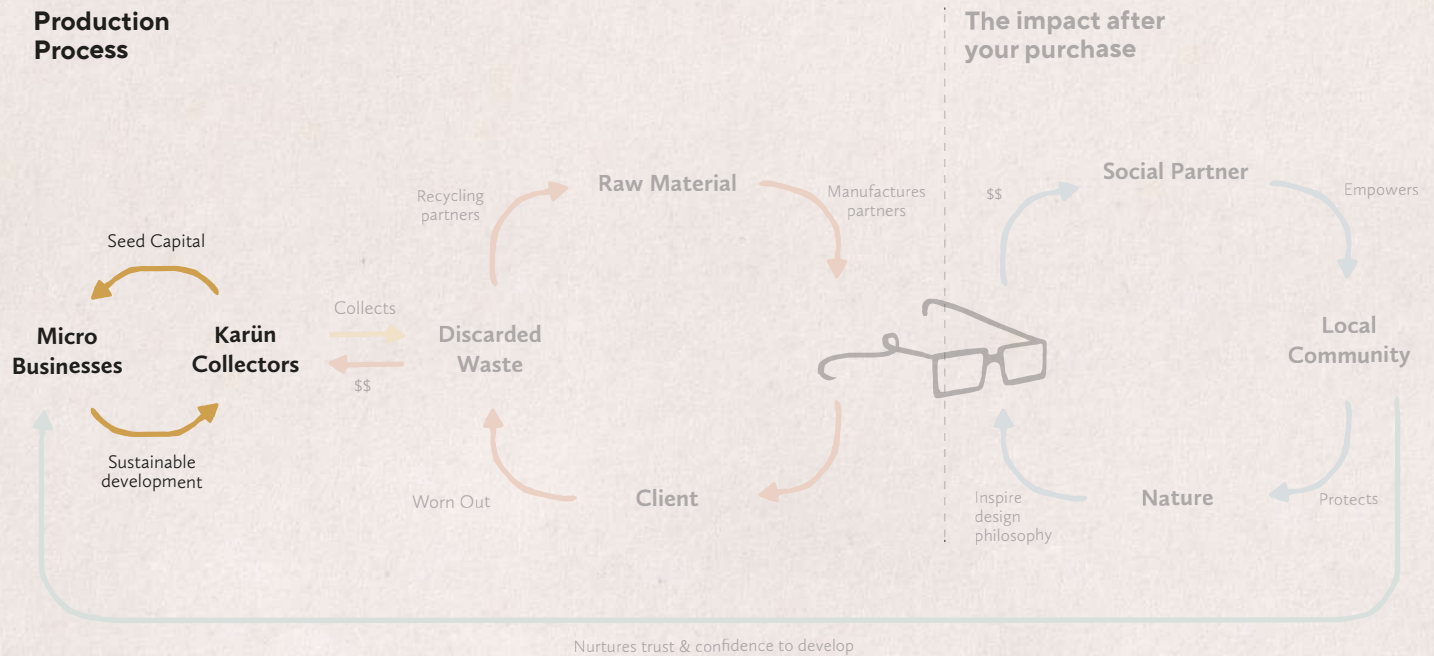 Production
Process
The impact after
your purchase
Recycling
partners
Raw Material
Manufactures
partners
$$
Social Partner
Empowers
Seed Capital
Micro
Businesses
Karün
Collectors
Collects
$$
Discarded
Waste
Local
Community
Sustainable
development
Worn Out
Client
Inspire
design
philosophy
Nature
Protects
Nurtures trust & confidence to develop